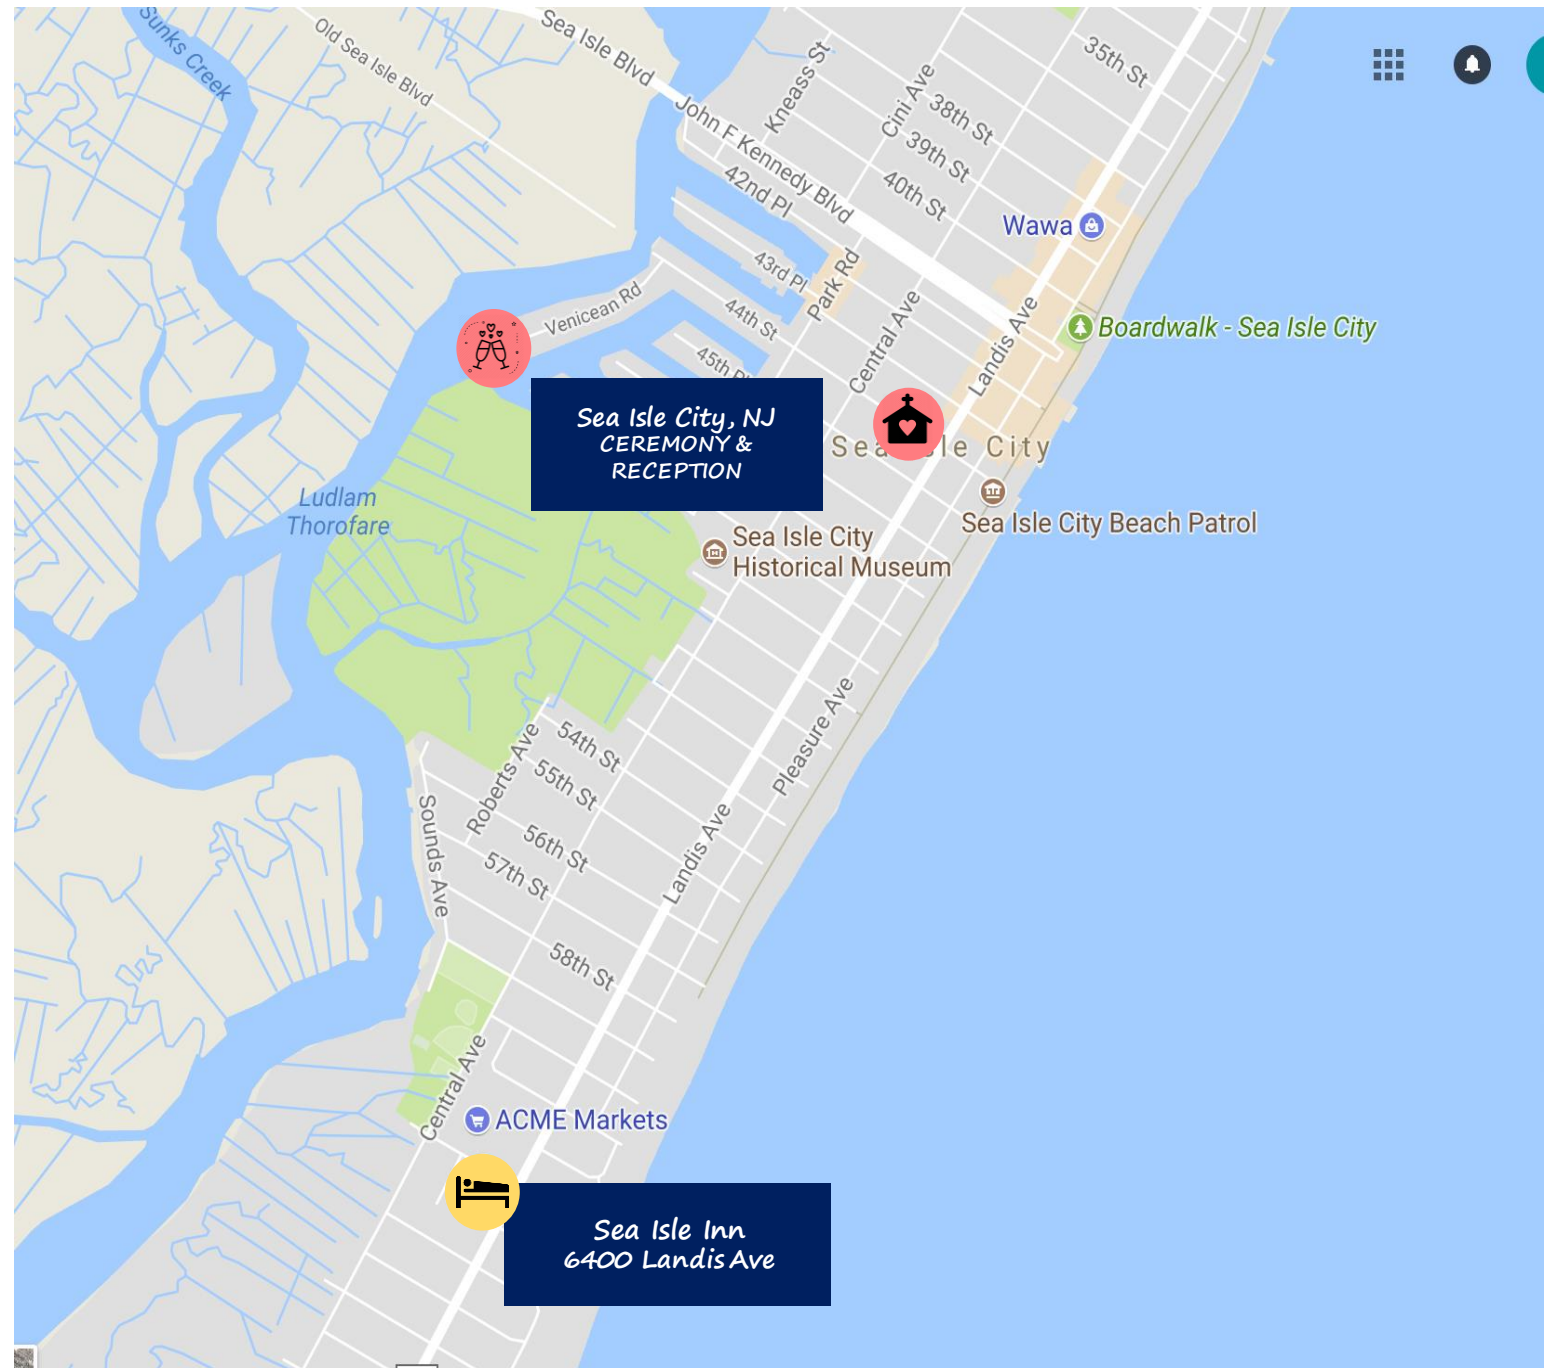 Sunks Creek
Old Sea Isle Blvd
Sea Isle Blvd
Kneass St
35th St
John F Kennedy Blvd
Cini Ave
38th St
39th St
42nd Pl
40th St
Wawa
43rd Pl
Park Rd
Venicean Rd
44th St
Central Ave
Landis Ave
Boardwalk - Sea Isle City
45th Pl
Sea Isle City, NJ
CEREMONY &
RECEPTION
Sea Isle City
Ludlam
Thorofare
Sea Isle City Beach Patrol
Sea Isle City
Historical Museum
Pleasure Ave
54th St
Roberts Ave
55th St
Sounds Ave
56th St
Landis Ave
57th St
58th St
Central Ave
ACME Markets
Sea Isle Inn
6400 Landis Ave